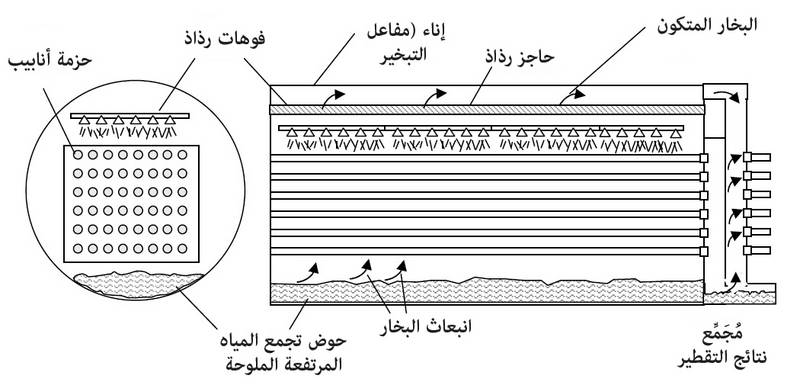 البخار المتكون
إناء (مفاعل
التبخير
فوهات رذاذ
حاجز رذاذ
حزمة أنابيب
انبعاث البخار
حوض تجمع المياه
المرتفعة الملوحة
مُجَمِّع
نتائج التقطير